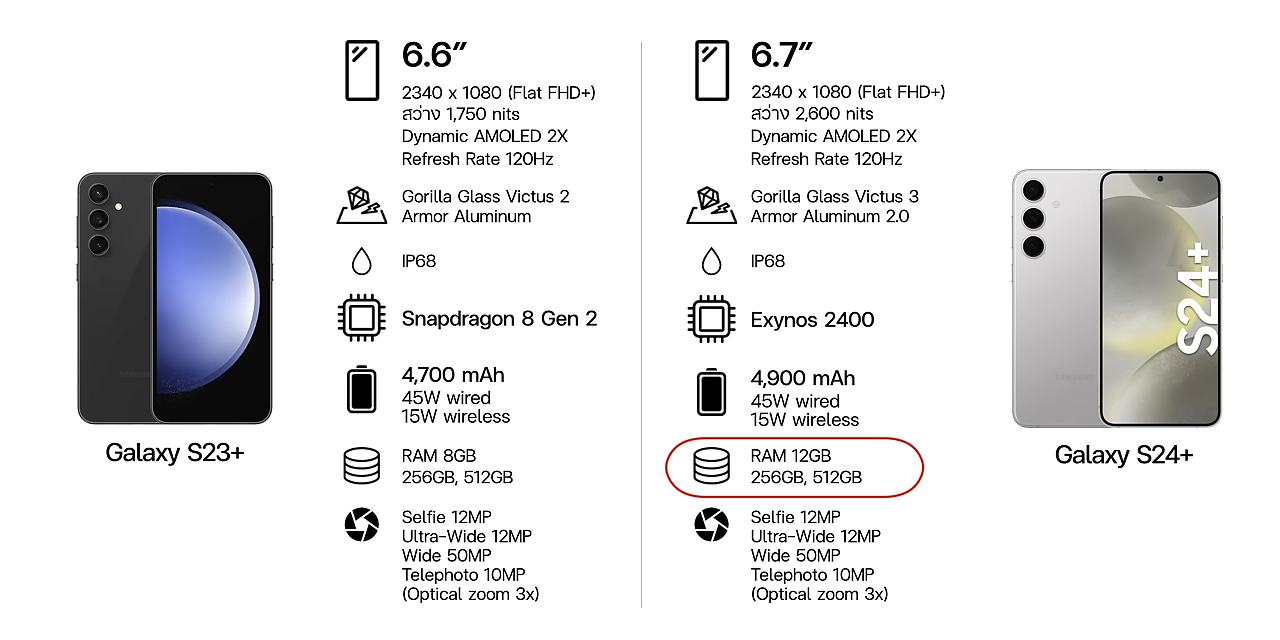 6.6”
2340 x 1080 (Flat FHD+)
สว่าง 1,750 nits
Dynamic AMOLED 2X
Refresh Rate 120Hz
Gorilla Glass Victus 2
Armor Aluminum
IP68
Snapdragon 8 Gen 2
4,700 mAh
45W wired
15W wireless
RAM 8GB
256GB, 512GB
Selfie 12MP
Ultra-Wide 12MP
Wide 50MP
Telephoto 10MP
(Optical zoom 3x)
Galaxy S23+
6.7”
2340 x 1080 (Flat FHD+)
สว่าง 2,600 nits
Dynamic AMOLED 2X
Refresh Rate 120Hz
Gorilla Glass Victus 3
Armor Aluminum 2.0
IP68
Exynos 2400
4,900 mAh
45W wired
15W wireless
RAM 12GB
256GB, 512GB
Selfie 12MP
Ultra-Wide 12MP
Wide 50MP
Telephoto 10MP
(Optical zoom 3x)
S24+
SAMSUNG
Galaxy S24+